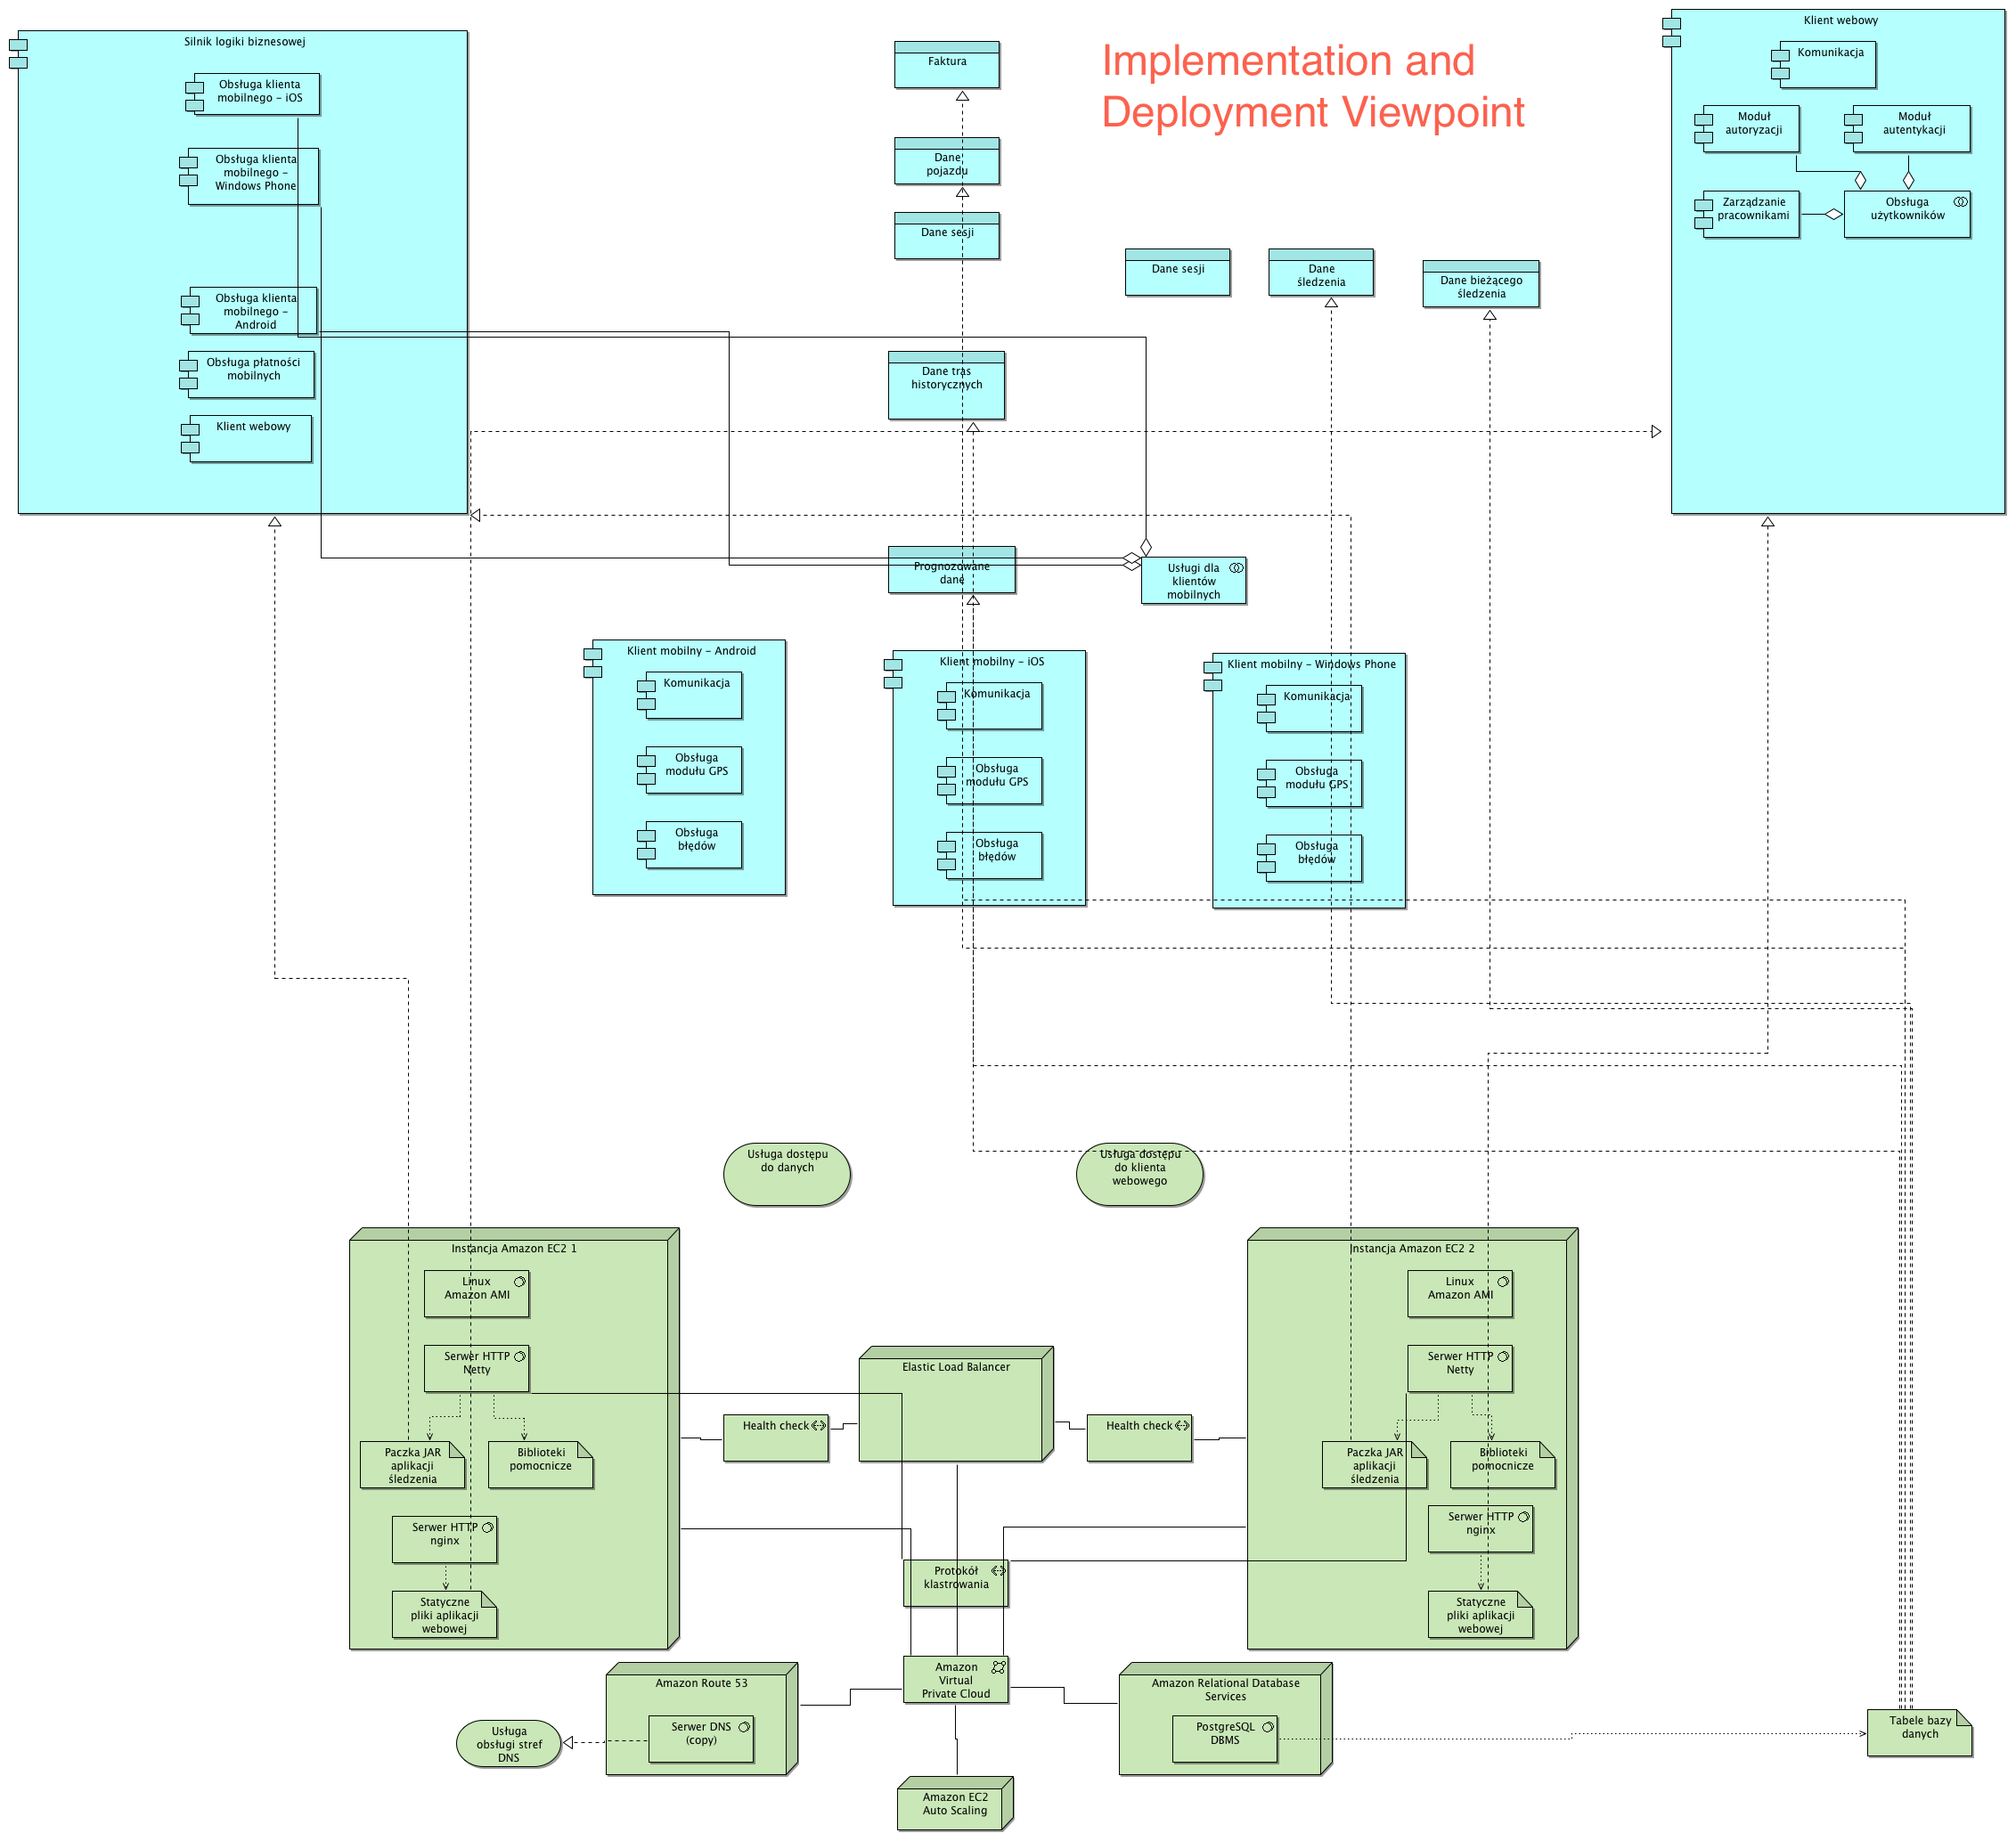 Silnik logiki biznesowej
Obsługa klienta
mobilnego – iOS
Obsługa klienta
mobilnego –
Windows Phone
Obsługa klienta
mobilnego –
Android
Obsługa płatności
mobilnych
Klient webowy
Faktura
Dane
pojazdu
Dane sesji
Implementation and
Deployment Viewpoint
Klient webowy
Komunikacja
Moduł
autoryzacji
Moduł
autentykacji
Zarządzanie
pracownikami
Obsługa
użytkowników
Dane sesji
Dane
śledzenia
Dane bieżącego
śledzenia
Dane tras
historycznych
Prognozowane
dane
Usługi dla
klientów
mobilnych
Klient mobilny – Android
Komunikacja
Obsługa
modułu GPS
Obsługa
błędów
Klient mobilny – iOS
Komunikacja
Obsługa
modułu GPS
Obsługa
błędów
Klient mobilny – Windows Phone
Komunikacja
Obsługa
modułu GPS
Obsługa
błędów
Usługa dostępu
do danych
Usługa dostępu
do klienta
webowego
Instancja Amazon EC2 1
Linux
Amazon AMI
Serwer HTTP
Netty
Paczka JAR
aplikacji
śledzenia
Biblioteki
pomocnicze
Serwer HTTP
nginx
Statyczne
pliki aplikacji
webowej
Elastic Load Balancer
Health check
Health check
Instancja Amazon EC2 2
Linux
Amazon AMI
Serwer HTTP
Netty
Paczka JAR
aplikacji
śledzenia
Biblioteki
pomocnicze
Serwer HTTP
nginx
Statyczne
pliki aplikacji
webowej
Protokół
klastrowania
Amazon
Virtual
Private Cloud
Amazon Route 53
Serwer DNS
(copy)
Usługa
obsługi stref
DNS
Amazon Relational Database
Services
PostgreSQL
DBMS
Tabele bazy
danych
Amazon EC2
Auto Scaling